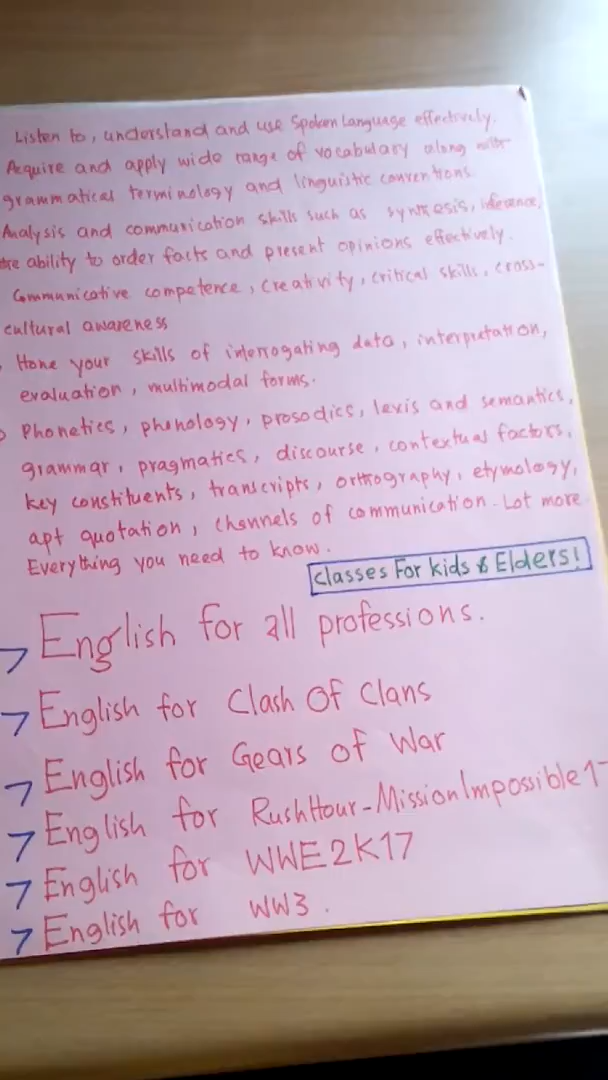 Listen to, understand and use Spoken Language effectively.
Acquire and apply wide range of vocabulary along with
grammatical terminology and linguistic conventions.
Analysis and communication skills such as synthesis, inference,
the ability to order facts and present opinions effectively.
Communicative competence, Creativity, critical skills, cross-
cultural awareness
Hone your skills of interrogating data, interpretation,
evaluation, multimodal forms.
Phonetics, phonology, prosodics, lexis and semantics,
grammar, pragmatics, discourse, contextual factors,
key constituents, transcripts, orthography, etymology,
apt quotation, channels of communication. Lot more.
Everything you need to know.
Classes For kids & Elders!
English for all professions.
English for Clash Of Clans
English for Gears of War
English for RushHour-MissionImpossible1-
English for WWE2K17
English for WW3.